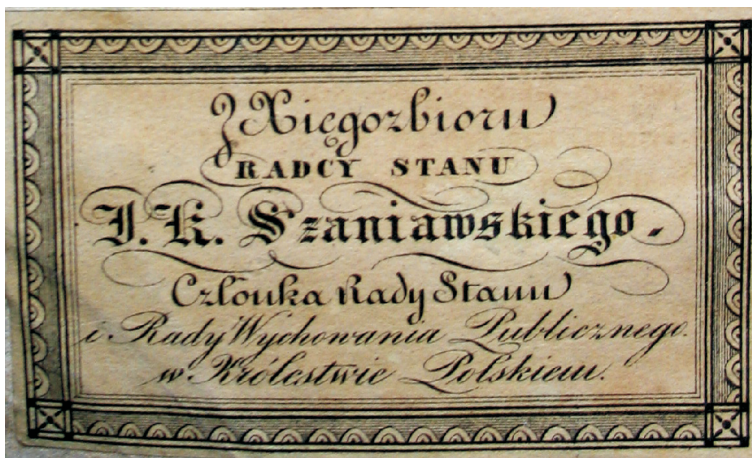 Z Xięgozbioru
RADCY STANU
J. K. Szaniawskiego.
Członka Rady Stanu
i Rady Wychowania Publicznego.
w Królestwie Polskiem.